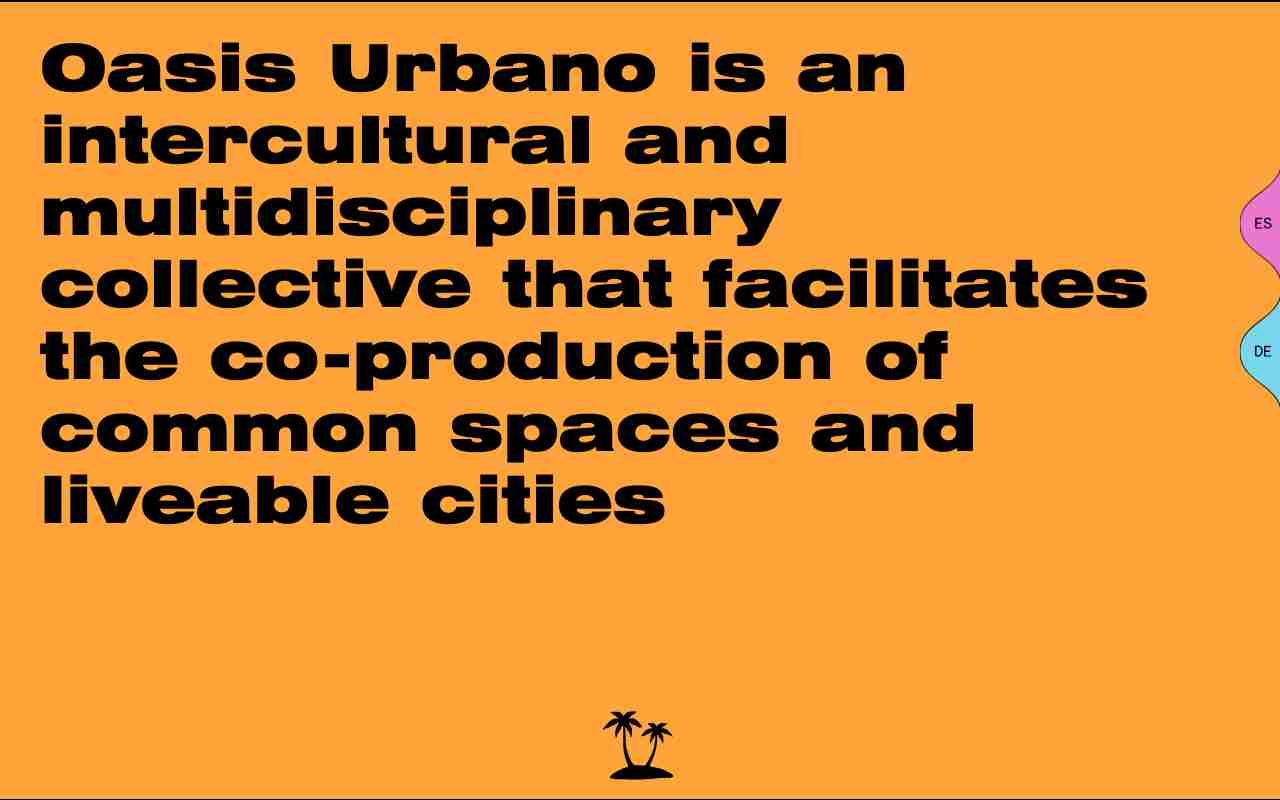 Oasis Urbano is an
intercultural and
multidisciplinary
collective that facilitates
the co-production of
common spaces and
liveable cities
ES
DE